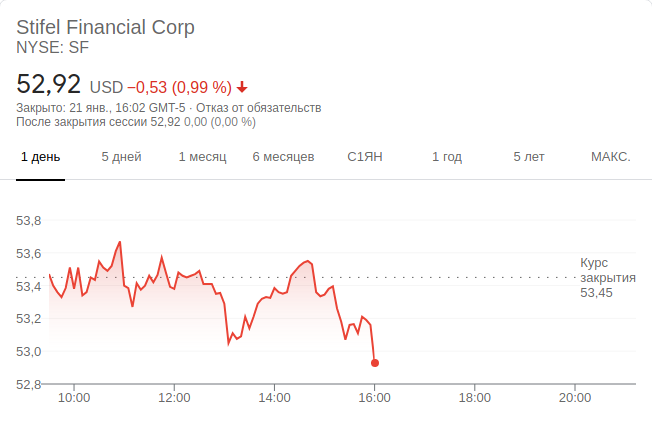 Stifel Financial Corp
NYSE: SF
52,92 USD −0,53 (0,99 %)
Закрыто: 21 янв., 16:02 GMT-5 · Отказ от обязательств
После закрытия сессии 52,92 0,00 (0,00 %)
1 день 5 дней 1 месяц 6 месяцев С1ЯН 1 год 5 лет МАКС.
53,8
53,6
Курс
53,4 закрытия
53,45
53,2
53,0
52,8
10:00 12:00 14:00 16:00 18:00 20:00